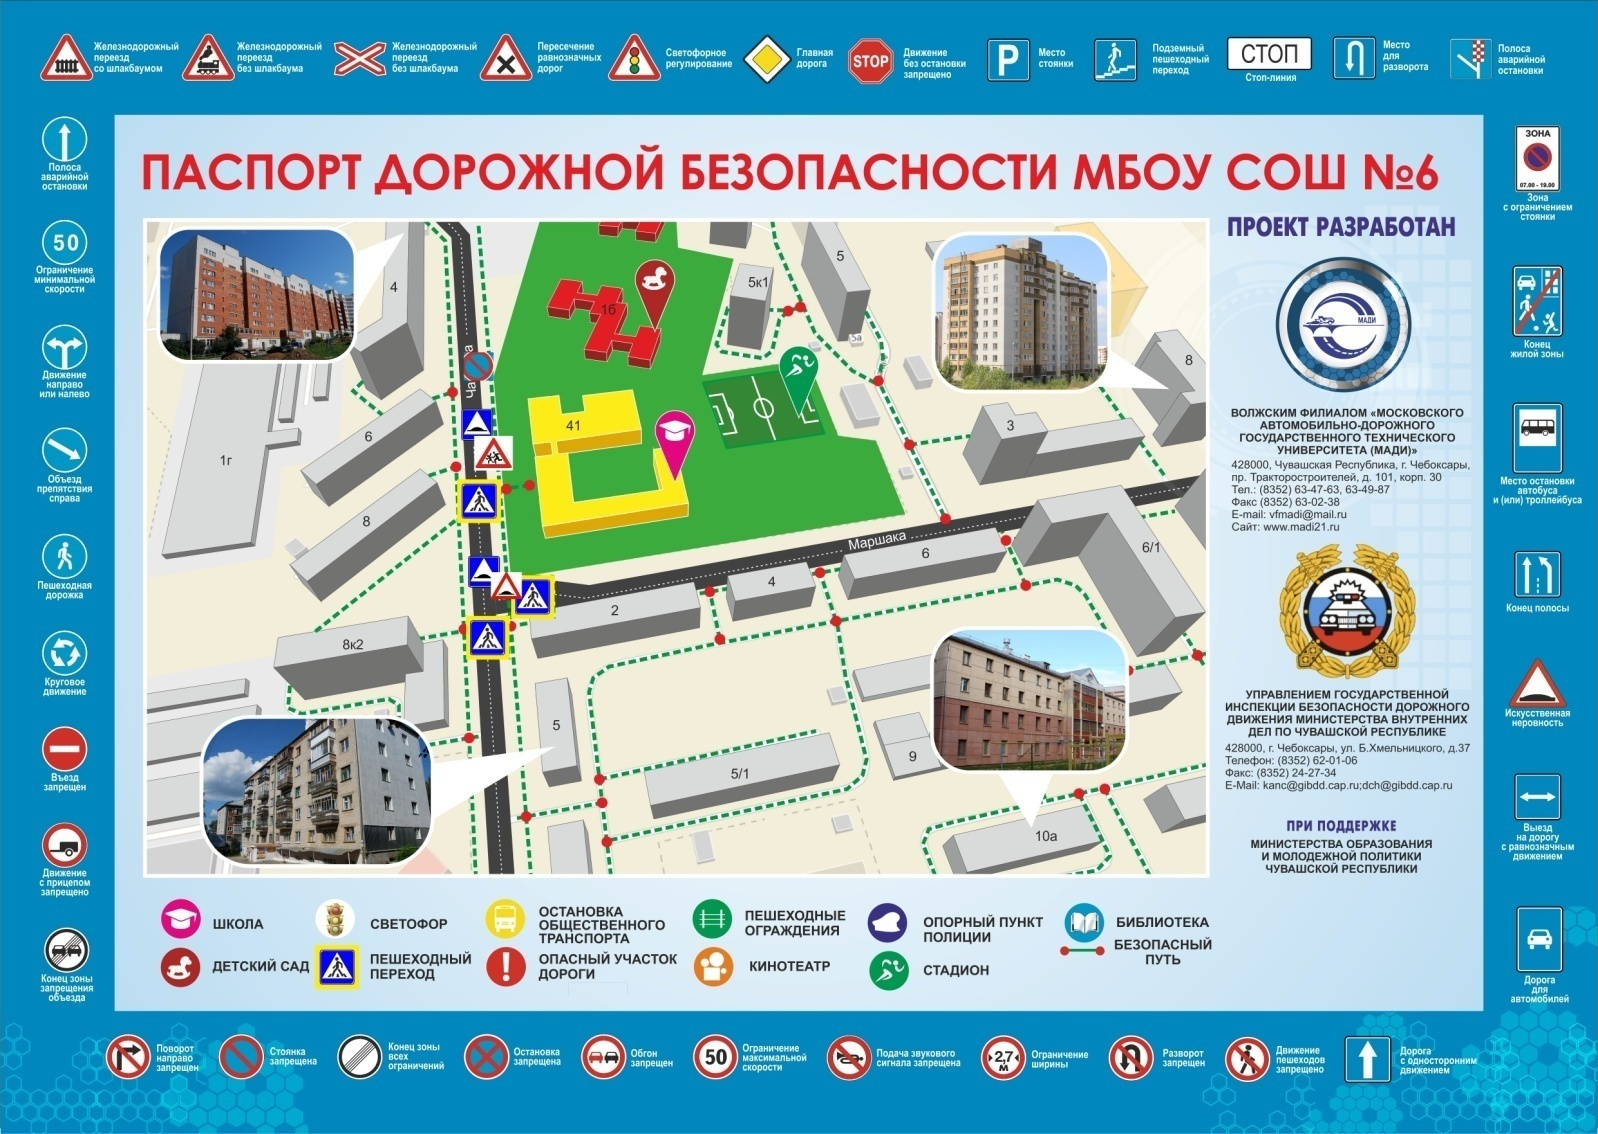 Железнодорожный
переезд
со шлакбаумом
Железнодорожный
переезд
без шлакбаума
Железнодорожный
переезд
без шлакбаума
Пересечение
равнозначных
дорог
Светофорное
регулирование
Главная
дорога
STOP
Движение
без остановки
запрещено
P
Место
стоянки
Подземный
пешеходный
переход
СТОП
Стоп-линия
Место
для
разворота
Полоса
аварийной
остановки
Полоса
аварийной
остановки
50
Ограничение
минимальной
скорости
Движение
направо
или налево
Объезд
препятствия
справа
Пешеходная
дорожка
Круговое
движение
Въезд
запрещен
Движение
с прицепом
запрещено
Конец зоны
запрещения
объезда
ПАСПОРТ ДОРОЖНОЙ БЕЗОПАСНОСТИ МБОУ СОШ №6
4
6
1г
8
8к2
16
41
5к1
5
5а
3
8
Маршака
2
4
6
6/1
5
5/1
9
10а
ПРОЕКТ РАЗРАБОТАН
МАДИ
ВОЛЖСКИМ ФИЛИАЛОМ «МОСКОВСКОГО
АВТОМОБИЛЬНО-ДОРОЖНОГО
ГОСУДАРСТВЕННОГО ТЕХНИЧЕСКОГО
УНИВЕРСИТЕТА (МАДИ)»
428000, Чувашская Республика, г. Чебоксары,
пр. Тракторостроителей, д. 101, корп. 30
Тел.: (8352) 63-47-63, 63-49-87
Факс (8352) 63-02-38
E-mail: vfmadi@mail.ru
Сайт: www.madi21.ru
УПРАВЛЕНИЕМ ГОСУДАРСТВЕННОЙ
ИНСПЕКЦИИ БЕЗОПАСНОСТИ ДОРОЖНОГО
ДВИЖЕНИЯ МИНИСТЕРСТВА ВНУТРЕННИХ
ДЕЛ ПО ЧУВАШСКОЙ РЕСПУБЛИКЕ
428000, г. Чебоксары, ул. Б.Хмельницкого, д.37
Телефон: (8352) 62-01-06
Факс: (8352) 24-27-34
E-Mail: kanc@gibdd.cap.ru;dch@gibdd.cap.ru
ПРИ ПОДДЕРЖКЕ
МИНИСТЕРСТВА ОБРАЗОВАНИЯ
И МОЛОДЕЖНОЙ ПОЛИТИКИ
ЧУВАШСКОЙ РЕСПУБЛИКИ
ШКОЛА
ДЕТСКИЙ САД
СВЕТОФОР
ПЕШЕХОДНЫЙ
ПЕРЕХОД
ОСТАНОВКА
ОБЩЕСТВЕННОГО
ТРАНСПОРТА
ОПАСНЫЙ УЧАСТОК
ДОРОГИ
ПЕШЕХОДНЫЕ
ОГРАЖДЕНИЯ
КИНОТЕАТР
ОПОРНЫЙ ПУНКТ
ПОЛИЦИИ
СТАДИОН
БИБЛИОТЕКА
БЕЗОПАСНЫЙ
ПУТЬ
ЗОНА
07.00 - 19.00
Зона
с ограничением
стоянки
Конец
жилой зоны
Место остановки
автобуса
и (или) троллейбуса
Конец полосы
Искусственная
неровность
Выезд
на дорогу
с равнозначным
движением
Дорога
для
автомобилей
Поворот
направо
запрещен
Стоянка
запрещена
Конец зоны
всех
ограничений
Остановка
запрещена
Обгон
запрещен
50
Ограничение
максимальной
скорости
Подача звукового
сигнала запрещена
2,7
м
Ограничение
ширины
Разворот
запрещен
Движение
пешеходов
запрещено
Дорога
с односторонним
движением